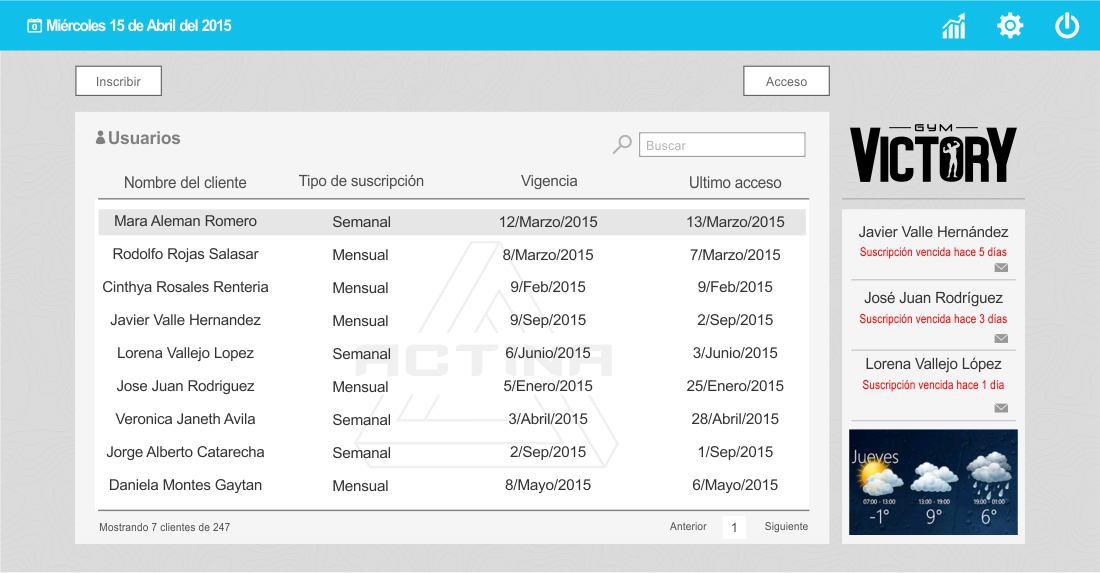 0 Miércoles 15 de Abril del 2015
Inscribir
Acceso
Usuarios
Buscar
Nombre del cliente Tipo de suscripción Vigencia Ultimo acceso
Mara Aleman Romero Semanal 12/Marzo/2015 13/Marzo/2015
Rodolfo Rojas Salasar Mensual 8/Marzo/2015 7/Marzo/2015
Cinthya Rosales Renteria Mensual 9/Feb/2015 9/Feb/2015
Javier Valle Hernandez Mensual 9/Sep/2015 2/Sep/2015
Lorena Vallejo Lopez Semanal 6/Junio/2015 3/Junio/2015
Jose Juan Rodriguez Mensual 5/Enero/2015 25/Enero/2015
Veronica Janeth Avila Semanal 3/Abril/2015 28/Abril/2015
Jorge Alberto Catarecha Semanal 2/Sep/2015 1/Sep/2015
Daniela Montes Gaytan Mensual 8/Mayo/2015 6/Mayo/2015
ACTINA
Mostrando 7 clientes de 247
Anterior 1 Siguiente
GYM
VICTORY
Javier Valle Hernández
Suscripción vencida hace 5 días
José Juan Rodríguez
Suscripción vencida hace 3 días
Lorena Vallejo López
Suscripción vencida hace 1 día
Jueves
07:00 - 13:00 13:00 - 19:00 19:00 - 01:00
-1° 9° 6°